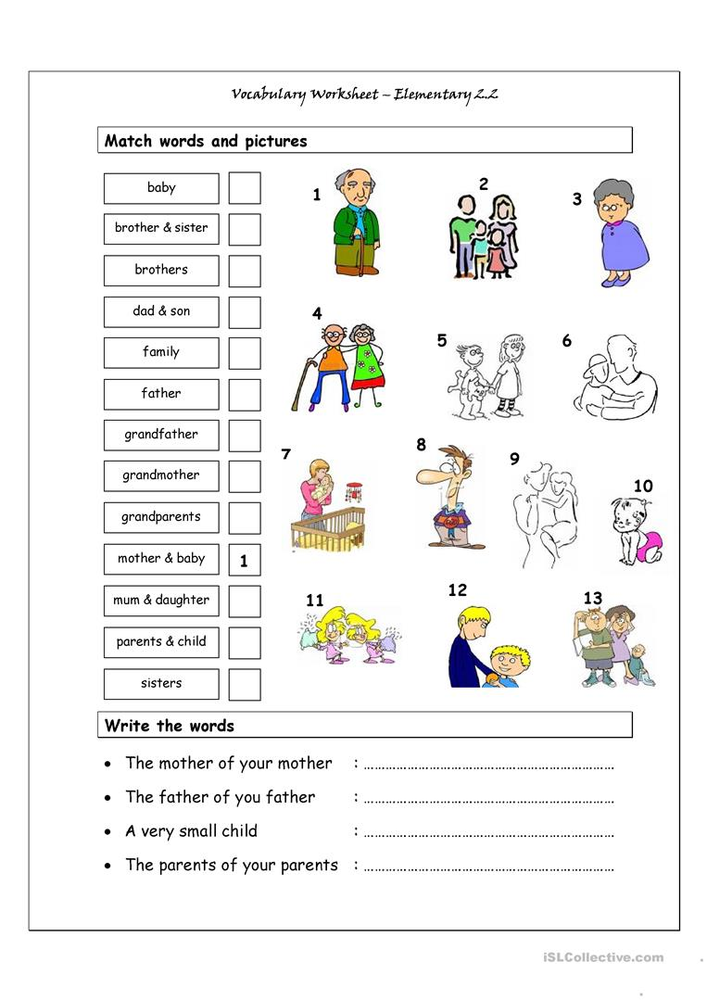 Vocabulary Worksheet – Elementary 2.2
Match words and pictures
baby
brother & sister
brothers
dad & son
family
father
grandfather
grandmother
grandparents
mother & baby 1
mum & daughter
parents & child
sisters
1
2
3
4
5
6
7
8
9
10
11
12
13
Write the words
• The mother of your mother : ……………………………………………………………
• The father of you father : ……………………………………………………………
• A very small child : ……………………………………………………………
• The parents of your parents : ……………………………………………………………
iSLCollective.com